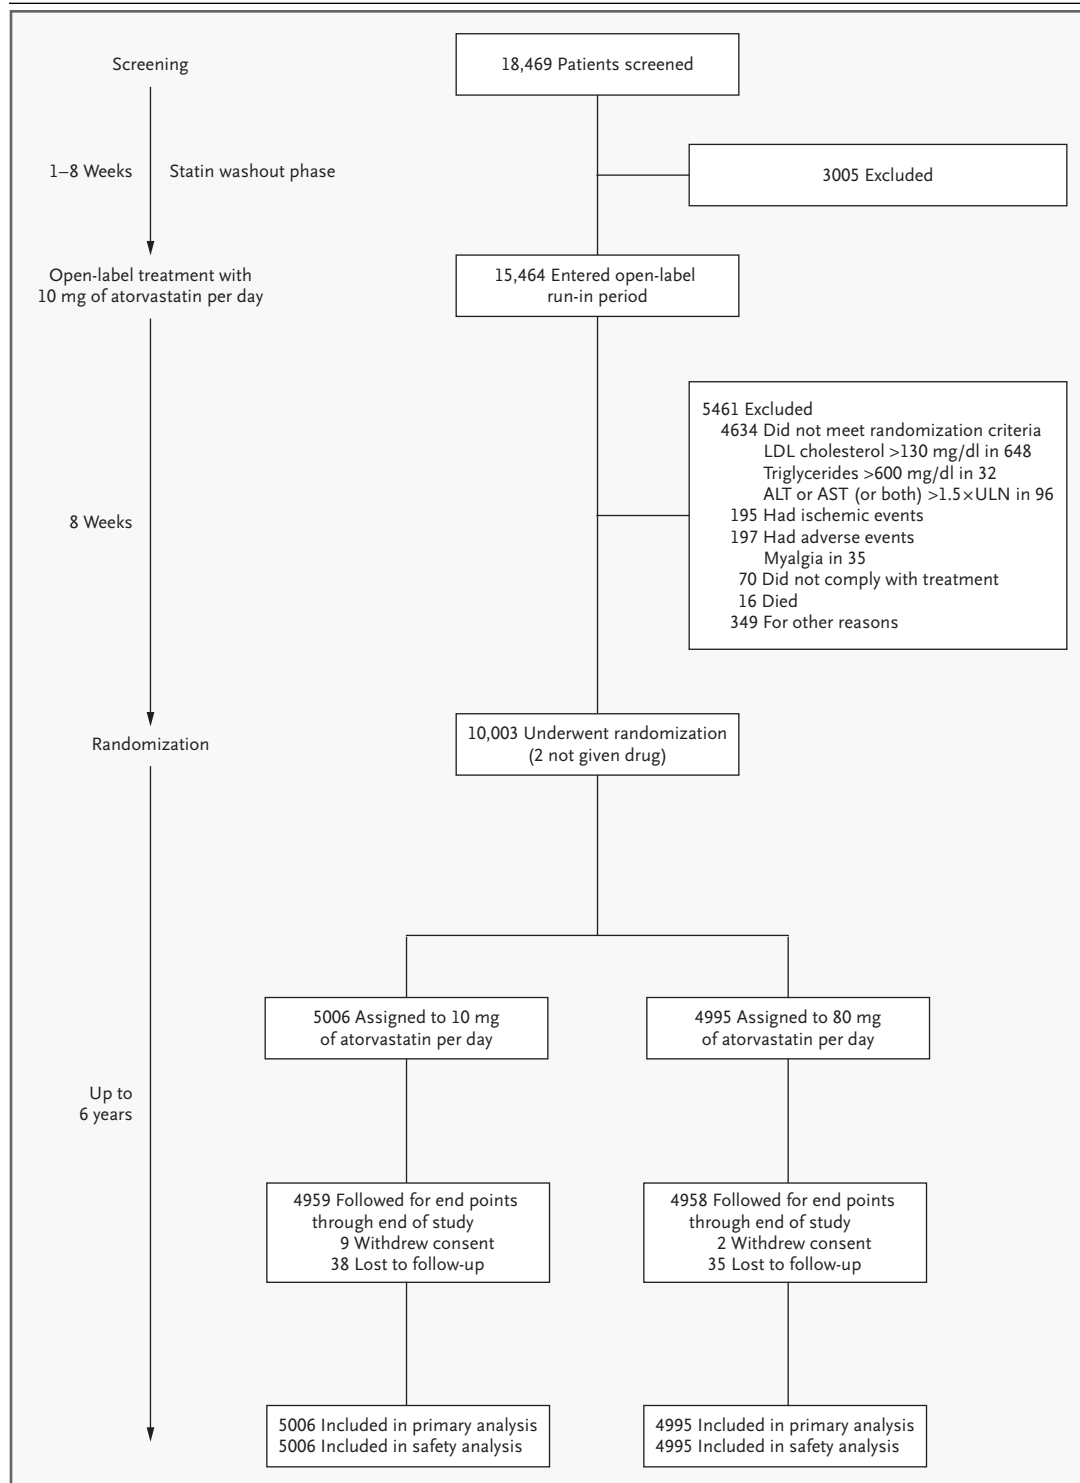 Screening
18,469 Patients screened
1–8 Weeks
Statin washout phase
3005 Excluded
Open-label treatment with
10 mg of atorvastatin per day
15,464 Entered open-label
run-in period
8 Weeks
5461 Excluded
4634 Did not meet randomization criteria
LDL cholesterol >130 mg/dl in 648
Triglycerides >600 mg/dl in 32
ALT or AST (or both) >1.5×ULN in 96
195 Had ischemic events
197 Had adverse events
Myalgia in 35
70 Did not comply with treatment
16 Died
349 For other reasons
Randomization
10,003 Underwent randomization
(2 not given drug)
5006 Assigned to 10 mg
of atorvastatin per day
4995 Assigned to 80 mg
of atorvastatin per day
Up to
6 years
4959 Followed for end points
through end of study
9 Withdrew consent
38 Lost to follow-up
4958 Followed for end points
through end of study
2 Withdrew consent
35 Lost to follow-up
5006 Included in primary analysis
5006 Included in safety analysis
4995 Included in primary analysis
4995 Included in safety analysis